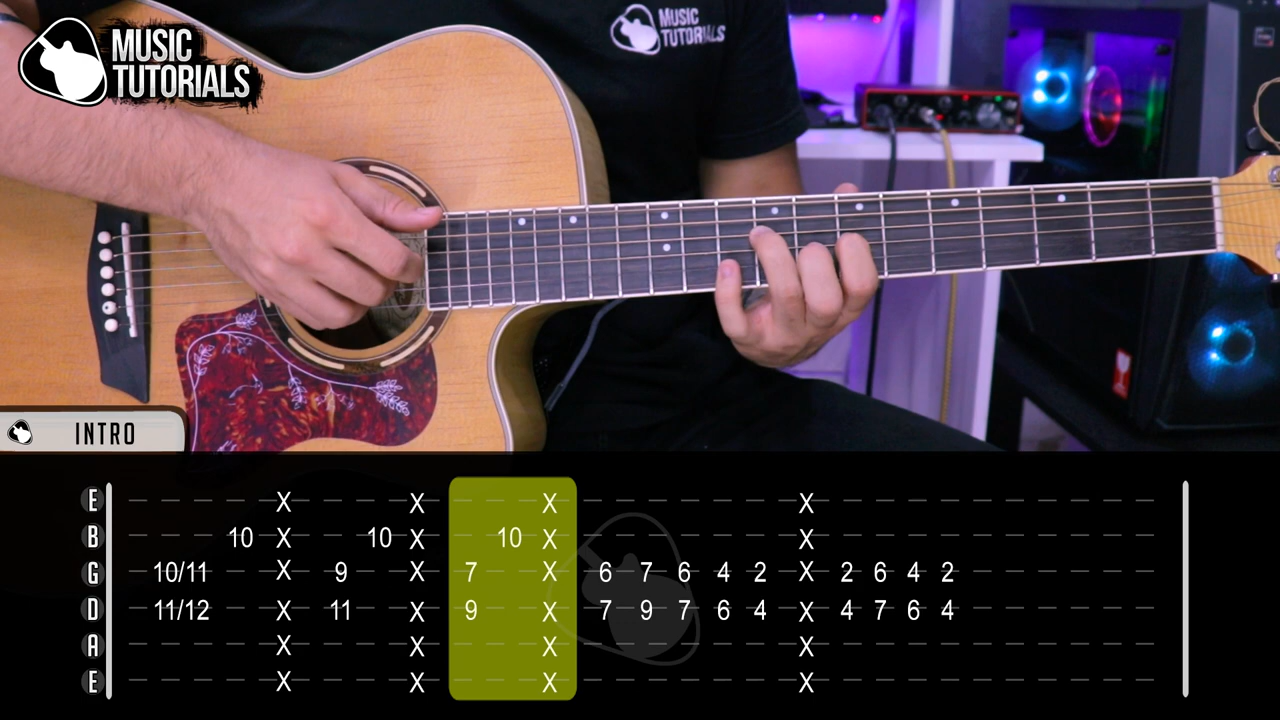 MUSIC
TUTORIALS
MUSIC
TUTORIALS
INTRO
E X X X X
B 10 X 10 X 10 X X
G 10/11 X 9 X 7 X 6 7 6 4 2 X 2 6 4 2
D 11/12 X 11 X 9 X 7 9 7 6 4 X 4 7 6 4
A X X X X
E X X X X